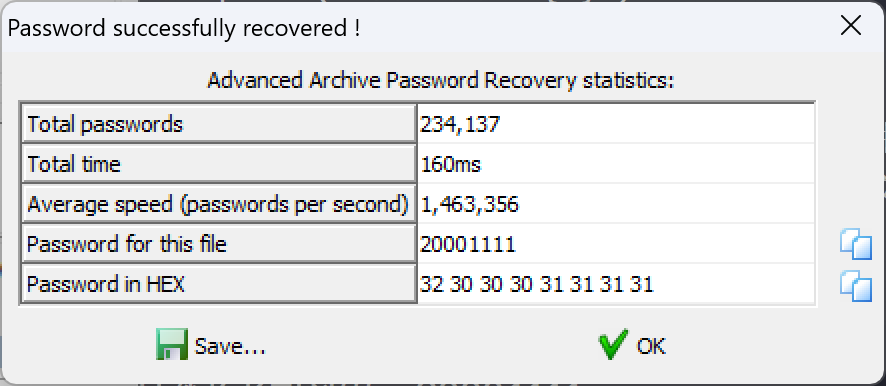 Password successfully recovered !
Advanced Archive Password Recovery statistics:
Total passwords 234,137
Total time 160ms
Average speed (passwords per second) 1,463,356
Password for this file 20001111
Password in HEX 32 30 30 30 31 31 31 31
Save... OK